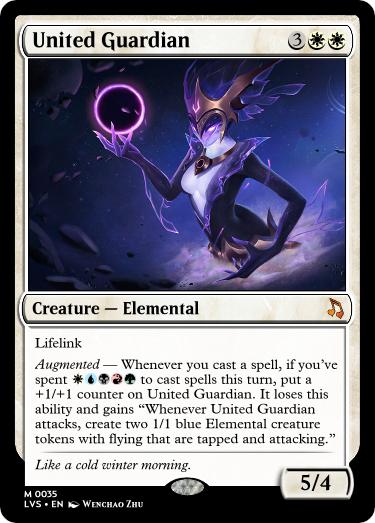 United Guardian 3
Creature — Elemental
Lifelink
Augmented — Whenever you cast a spell, if you've
spent to cast spells this turn, put a
+1/+1 counter on United Guardian. It loses this
ability and gains “Whenever United Guardian
attacks, create two 1/1 blue Elemental creature
tokens with flying that are tapped and attacking.”
Like a cold winter morning.
5/4
M 0035
LVS • EN Wenchao Zhu